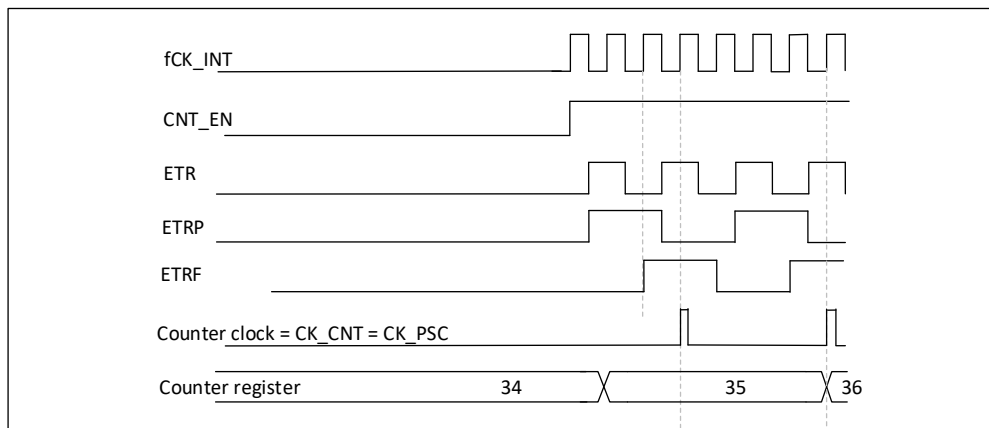 fCK_INT
CNT_EN
ETR
ETRP
ETRF
Counter clock = CK_CNT = CK_PSC
Counter register 34 35 36